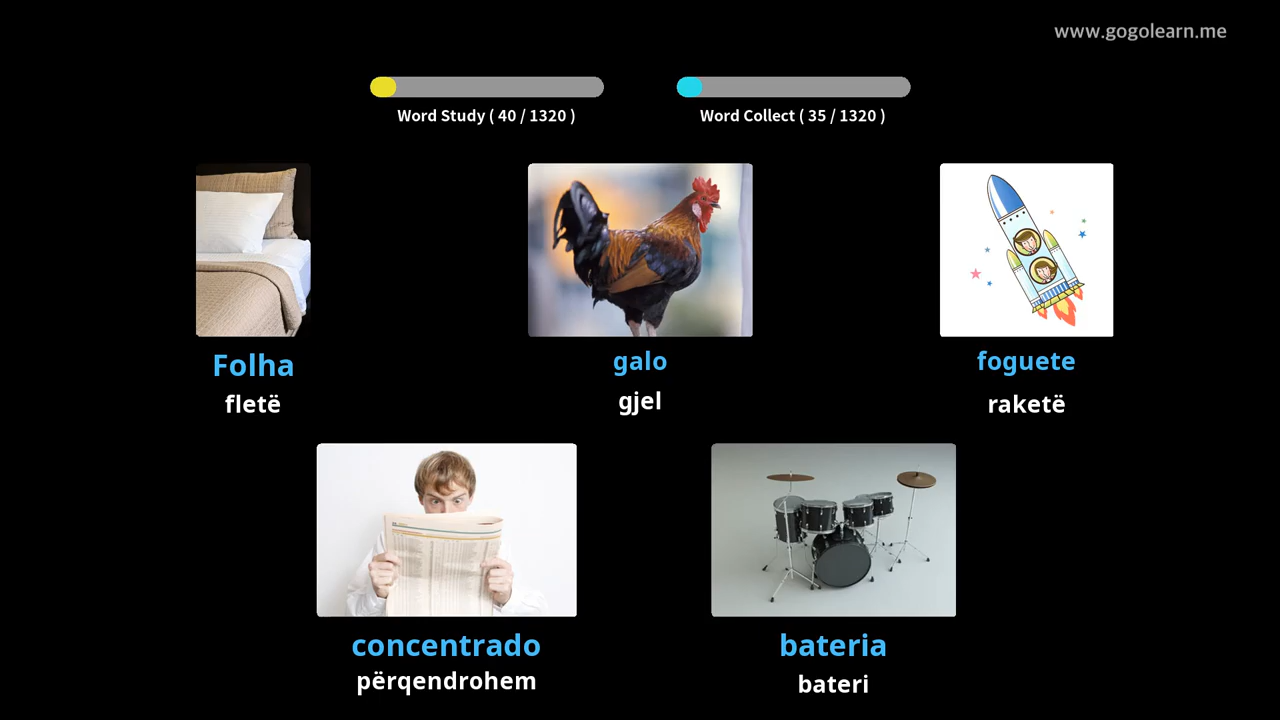 www.gogolearn.me
Word Study ( 40 / 1320 )
Word Collect ( 35 / 1320 )
Folha
fletë
galo
gjel
foguete
raketë
concentrado
përqendrohem
bateria
bateri